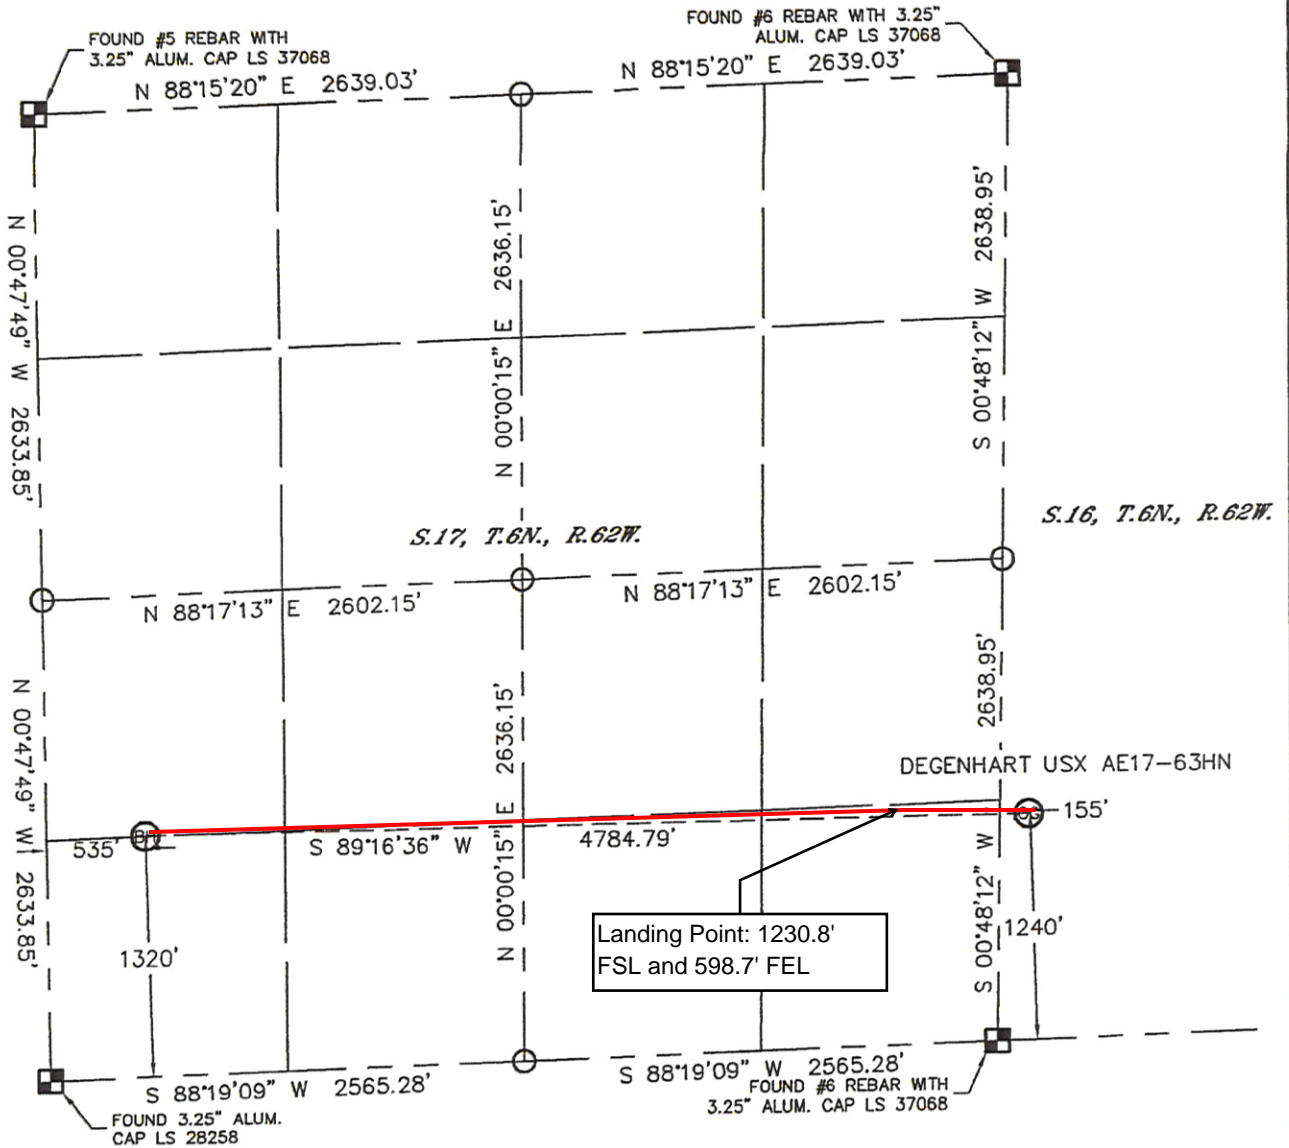 FOUND #5 REBAR WITH
3.25" ALUM. CAP LS 37068
FOUND #6 REBAR WITH 3.25"
ALUM. CAP LS 37068
N 88°15'20" E 2639.03'
N 88°15'20" E 2639.03'
N 00°47'49" W 2633.85'
N 00°00'15" E 2636.15'
S 00°48'12" W 2638.95'
S.17, T.6N., R.62W.
S.16, T.6N., R.62W.
N 88°17'13" E 2602.15'
N 88°17'13" E 2602.15'
N 00°47'49" W 2633.85'
N 00°00'15" E 2636.15'
S 00°48'12" W 2638.95'
DEGENHART USX AE17-63HN
155'
535'
S 89°16'36" W 4784.79'
1320'
1240'
Landing Point: 1230.8'
FSL and 598.7' FEL
S 88°19'09" W 2565.28'
S 88°19'09" W 2565.28'
FOUND 3.25" ALUM.
CAP LS 28258
FOUND #6 REBAR WITH
3.25" ALUM. CAP LS 37068